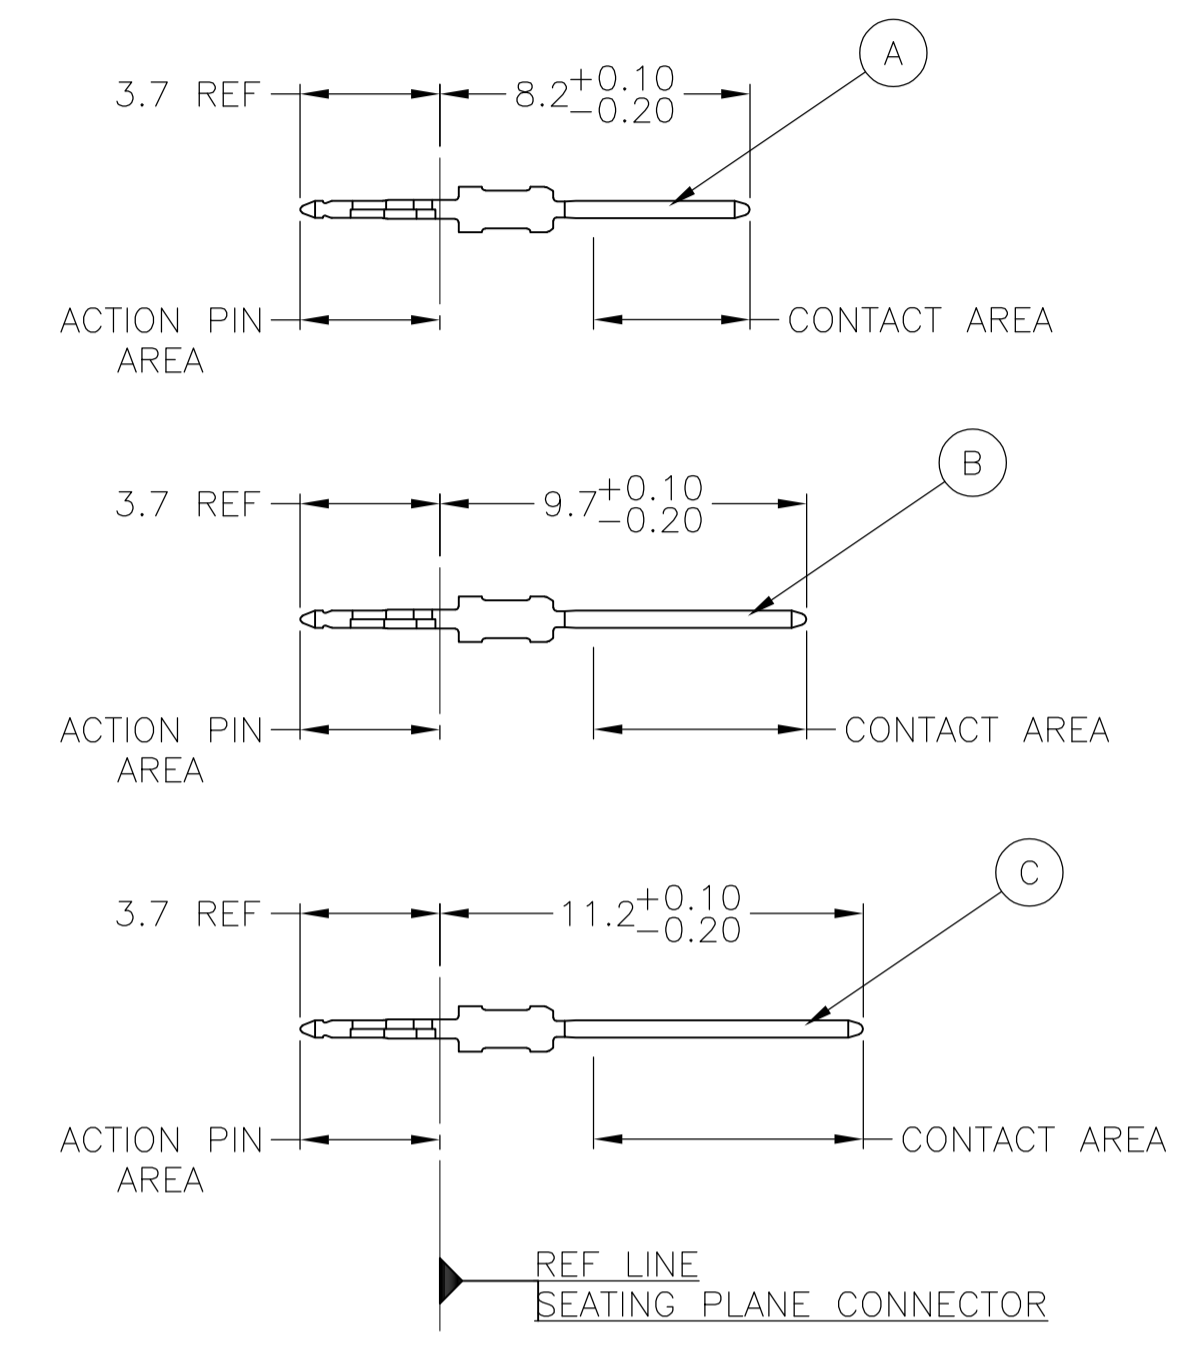 A
3.7 REF 8.2 +0.10
-0.20
ACTION PIN
AREA
CONTACT AREA
B
3.7 REF 9.7 +0.10
-0.20
ACTION PIN
AREA
CONTACT AREA
C
3.7 REF 11.2 +0.10
-0.20
ACTION PIN
AREA
CONTACT AREA
REF LINE
SEATING PLANE CONNECTOR